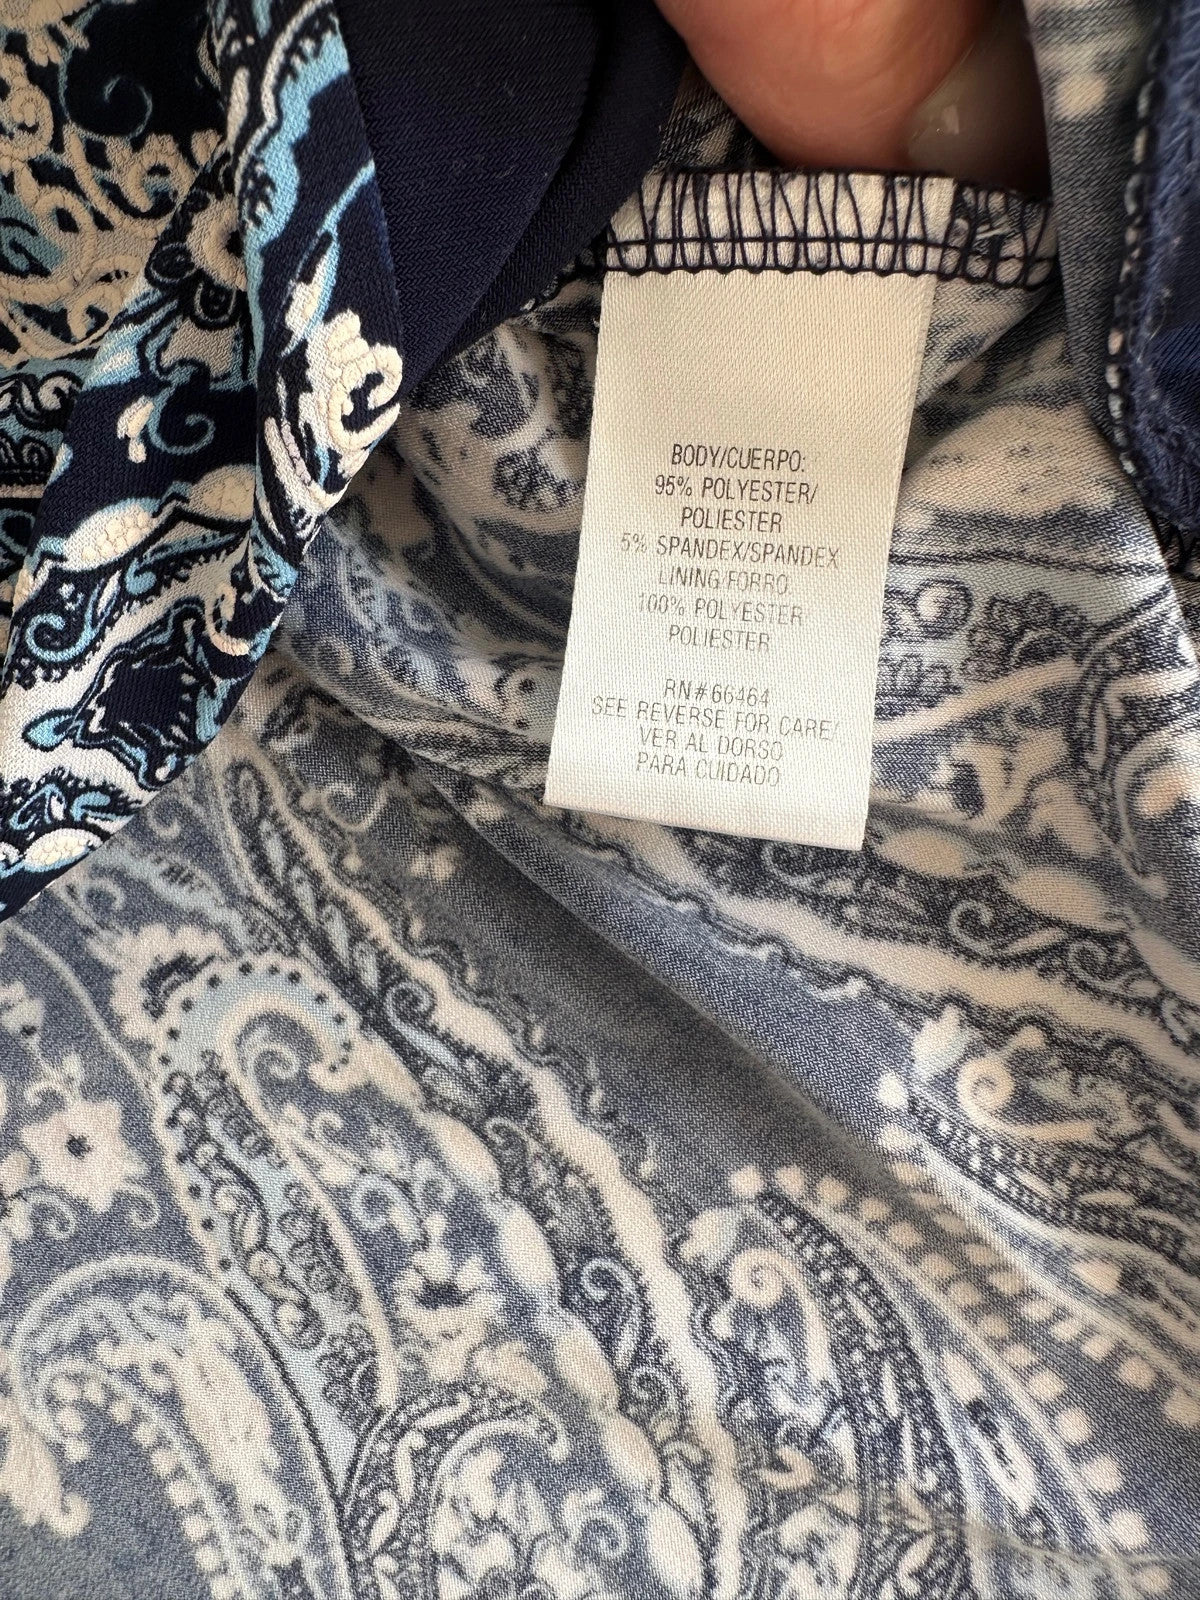 BODY/CUERPO:
95% POLYESTER/
POLIESTER
5% SPANDEX/SPANDEX
LINING/FORRO:
100% POLYESTER
POLIESTER
RN#66464
SEE REVERSE FOR CARE/
VER AL DORSO
PARA CUIDADO